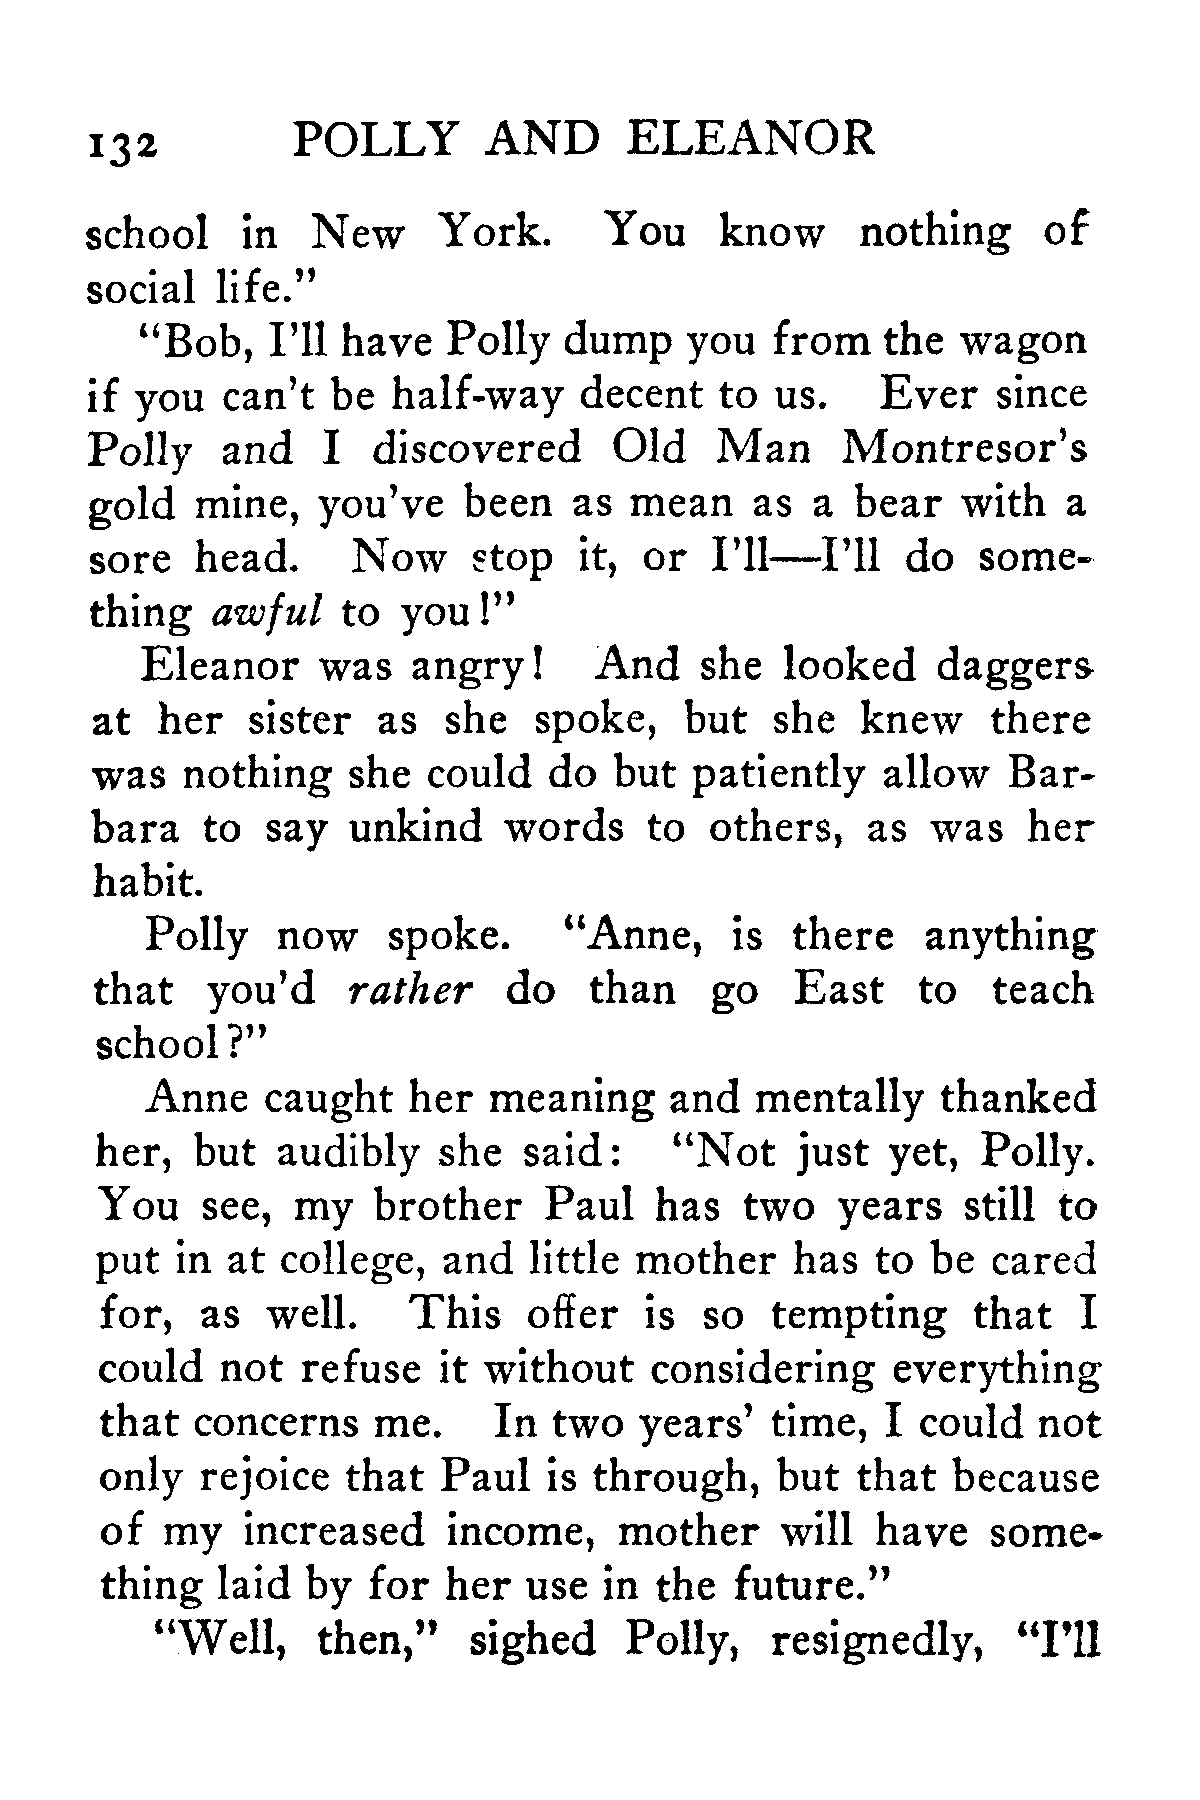 132 POLLY AND ELEANOR
school in New York. You know nothing of
social life."
"Bob, I'll have Polly dump you from the wagon
if you can't be half-way decent to us. Ever since
Polly and I discovered Old Man Montresor's
gold mine, you've been as mean as a bear with a
sore head. Now stop it, or I'll—I'll do some-
thing awful to you!"
Eleanor was angry! And she looked daggers
at her sister as she spoke, but she knew there
was nothing she could do but patiently allow Bar-
bara to say unkind words to others, as was her
habit.
Polly now spoke. "Anne, is there anything
that you'd rather do than go East to teach
school?"
Anne caught her meaning and mentally thanked
her, but audibly she said: "Not just yet, Polly.
You see, my brother Paul has two years still to
put in at college, and little mother has to be cared
for, as well. This offer is so tempting that I
could not refuse it without considering everything
that concerns me. In two years' time, I could not
only rejoice that Paul is through, but that because
of my increased income, mother will have some-
thing laid by for her use in the future."
"Well, then," sighed Polly, resignedly, "I'll